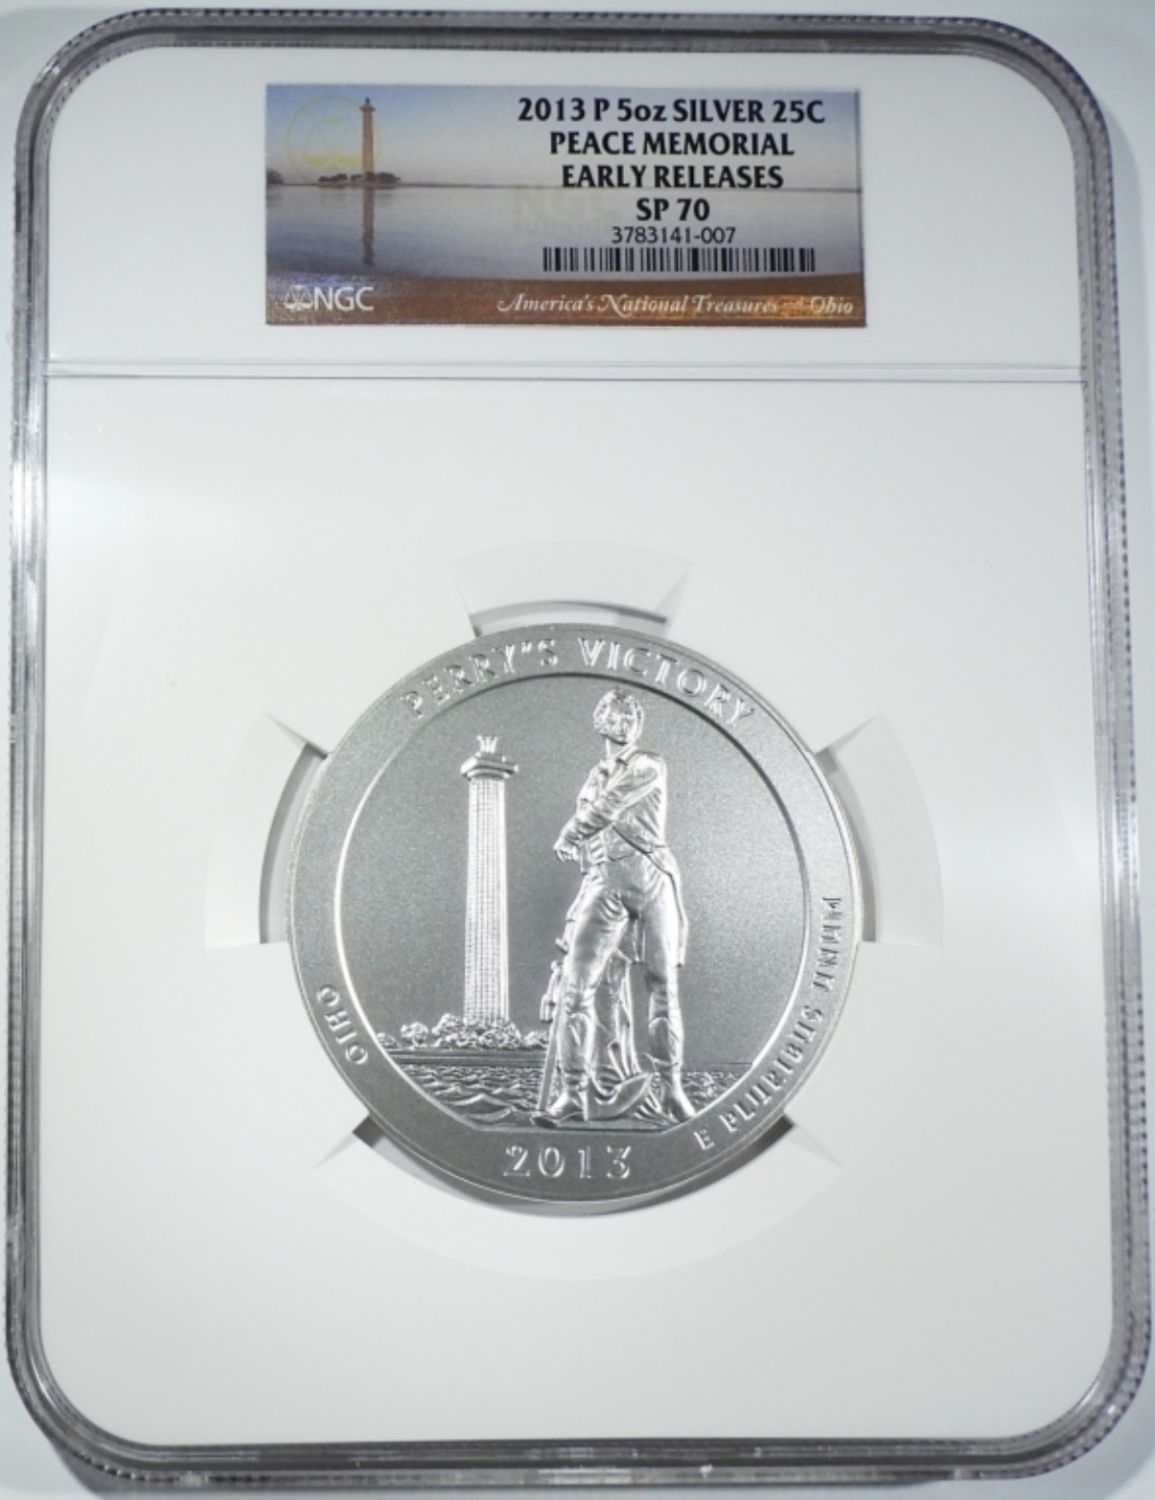 2013 P 5oz SILVER 25C
PEACE MEMORIAL
EARLY RELEASES
SP 70
3783141-007
NGC
America's National Treasures Ohio
PERRY'S VICTORY
OHIO
E PLURIBUS UNUM
2013